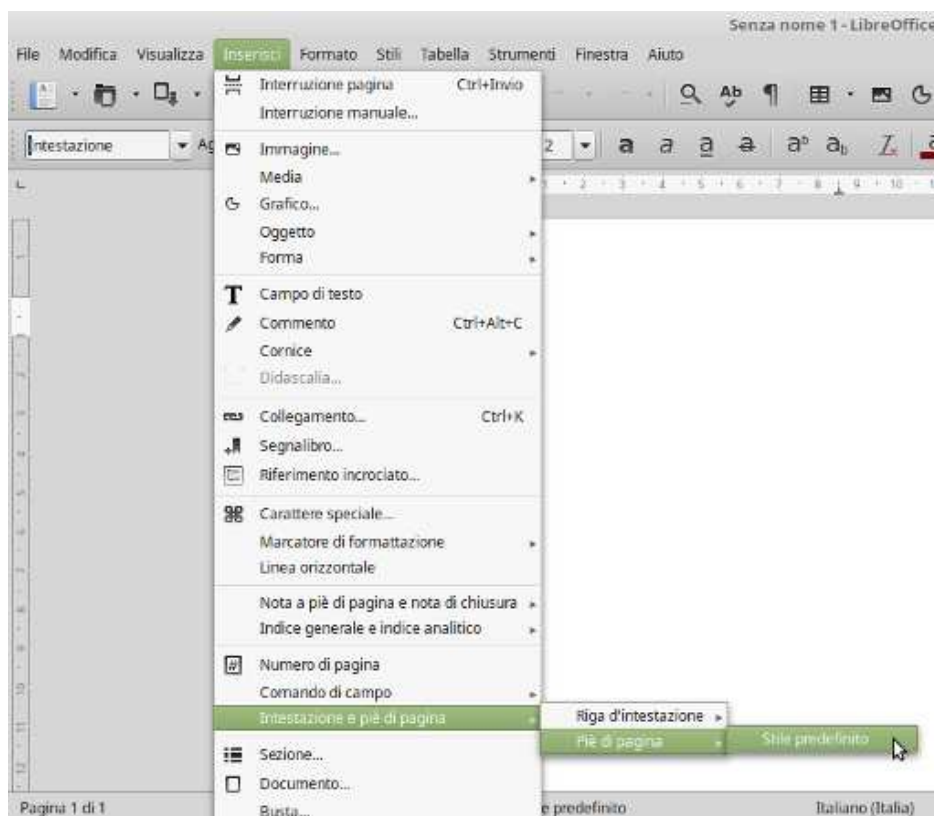 Senza nome 1 - LibreOffice
File Modifica Visualizza Inserisci Formato Stili Tabella Strumenti Finestra Aiuto
Intestazione
Interruzione pagina Ctrl+Invio
Interruzione manuale...
Immagine...
Media
Grafico...
Oggetto
Forma
Campo di testo
Commento Ctrl+Alt+C
Cornice
Didascalia...
Collegamento... Ctrl+K
Segnalibro...
Riferimento incrociato...
Carattere speciale...
Marcatore di formattazione
Linea orizzontale
Nota a piè di pagina e nota di chiusura
Indice generale e indice analitico
Numero di pagina
Comando di campo
Intestazione e piè di pagina
Riga d'intestazione
Piè di pagina
Stile predefinito
Sezione...
Documento...
Busta...
Pagina 1 di 1 e predefinito Italiano (Italia)